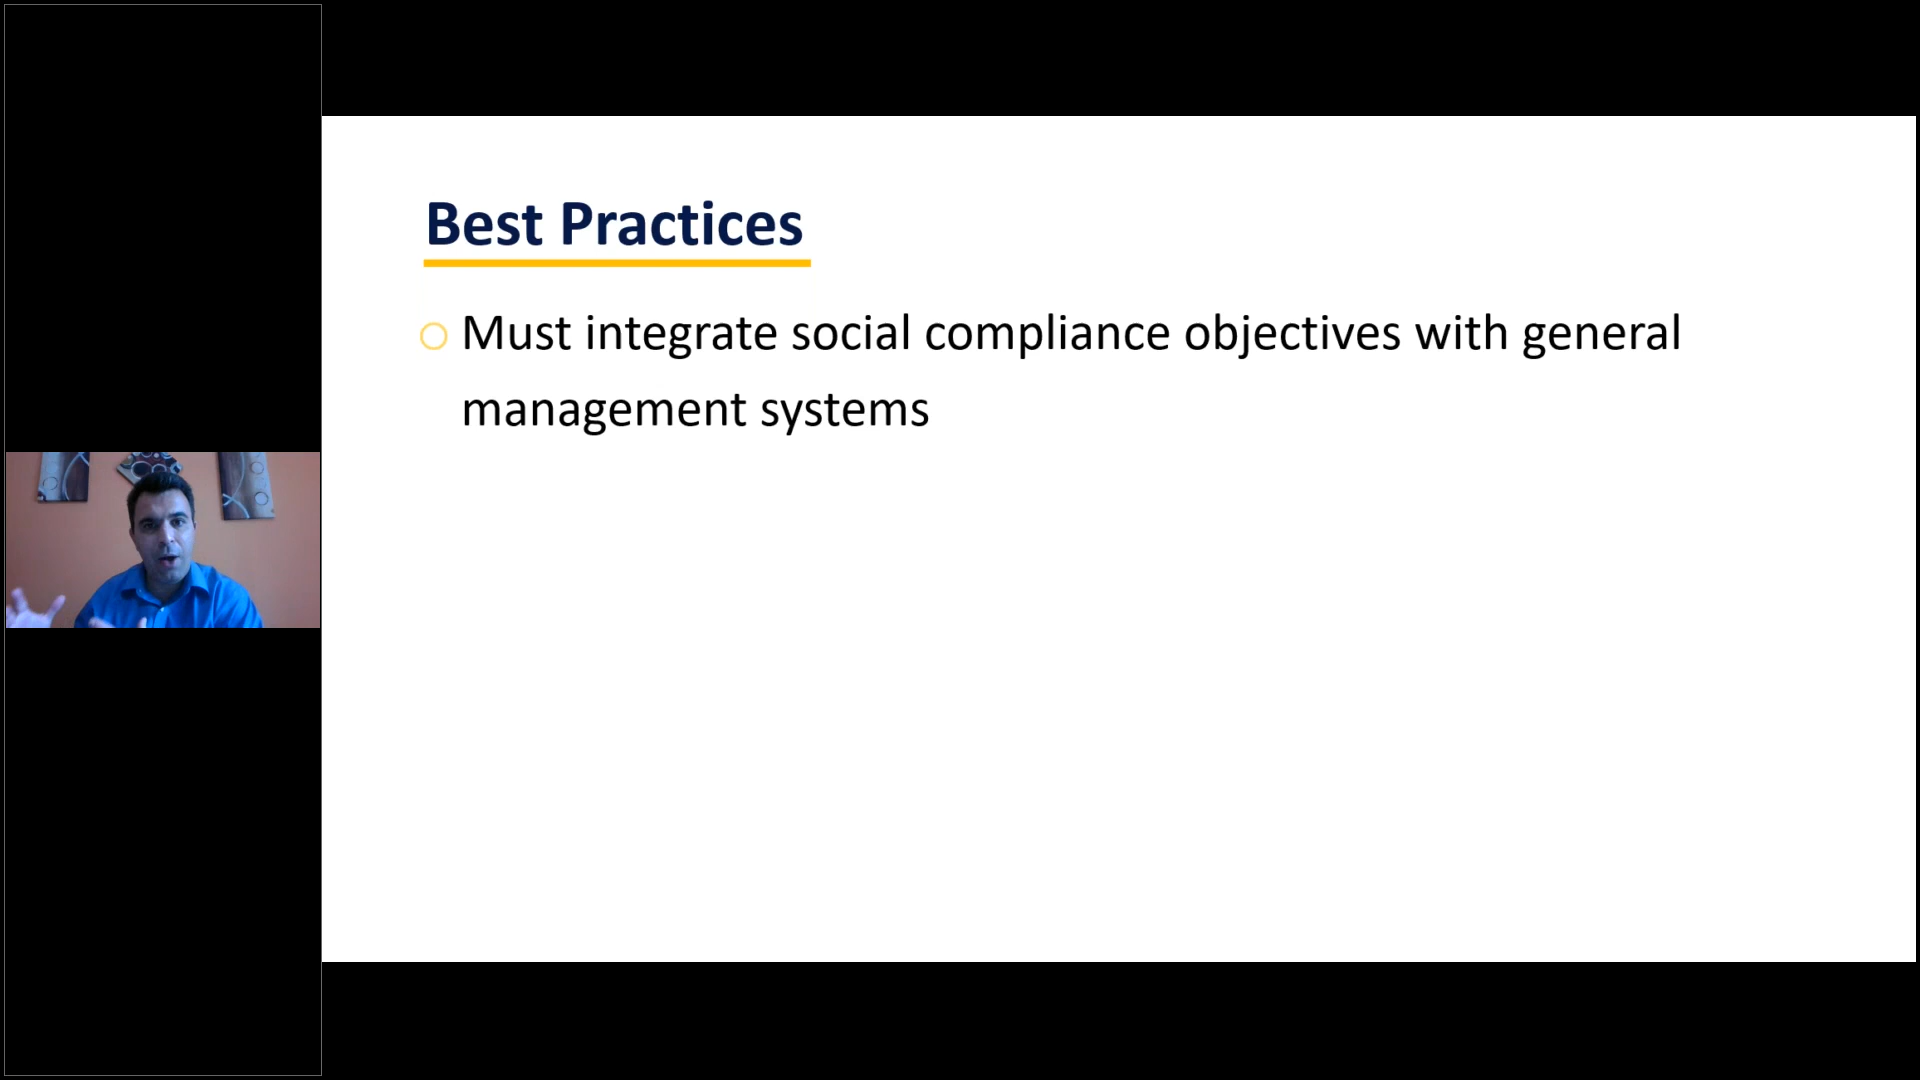 Best Practices
Must integrate social compliance objectives with general
management systems